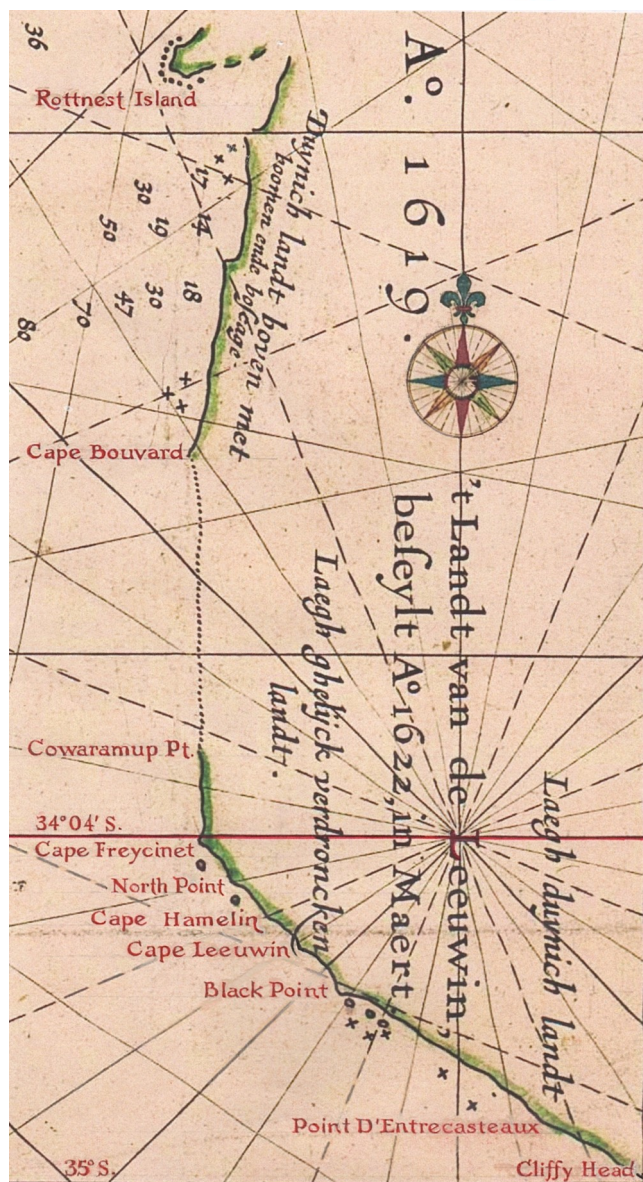 36
Rottnest Island
A°. 1619.
Duynich landt boven met
boomen ende boscage
17
14
30
19
50
18
30
47
70
80
Cape Bouvard
't Landt van de Leeuwin,
beseylt A° 1622, in Maert
Laegh ghelijck verdroncken
landt.
Laegh duynich landt
Cowaramup Pt.
34°04' S.
Cape Freycinet
North Point
Cape Hamelin
Cape Leeuwin
Black Point
Point D'Entrecasteaux
35° S.
Cliffy Head